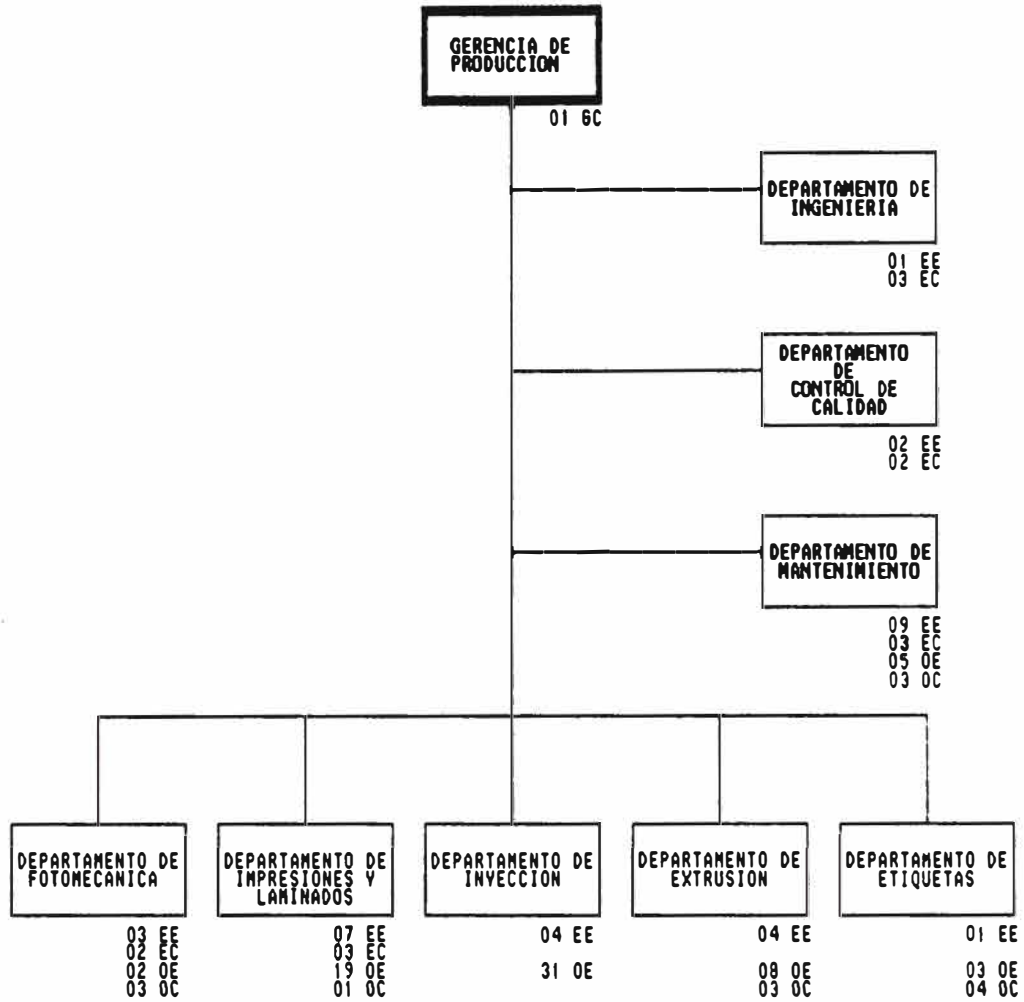 GERENCIA DE
PRODUCCION
01 GC
DEPARTAMENTO DE
INGENIERIA
01 EE
03 EC
DEPARTAMENTO
DE
CONTROL DE
CALIDAD
02 EE
02 EC
DEPARTAMENTO DE
MANTENIMIENTO
09 EE
03 EC
05 OE
03 OC
DEPARTAMENTO DE
FOTOMECANICA
03 EE
02 EC
02 OE
03 OC
DEPARTAMENTO DE
IMPRESIONES Y
LAMINADOS
07 EE
03 EC
19 OE
01 OC
DEPARTAMENTO DE
INYECCION
04 EE
31 OE
DEPARTAMENTO DE
EXTRUSION
04 EE
08 OE
03 OC
DEPARTAMENTO DE
ETIQUETAS
01 EE
03 OE
04 OC